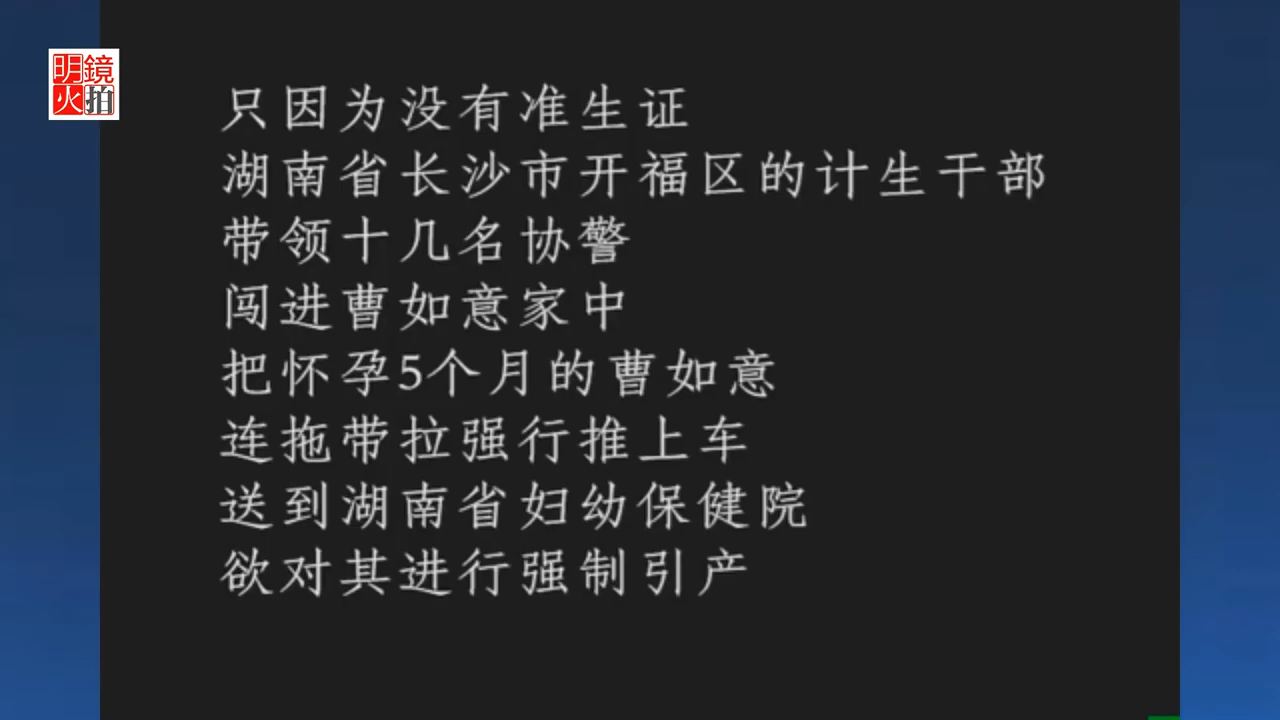 明鏡
火拍
只因为没有准生证
湖南省长沙市开福区的计生干部
带领十几名协警
闯进曹如意家中
把怀孕5个月的曹如意
连拖带拉强行推上车
送到湖南省妇幼保健院
欲对其进行强制引产